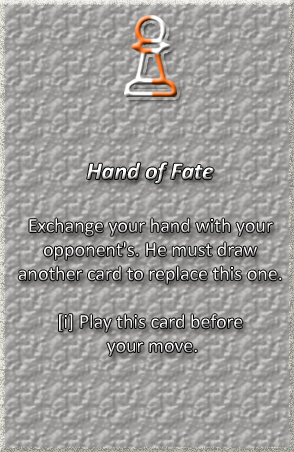 Hand of Fate
Exchange your hand with your
opponent's. He must draw
another card to replace this one.
[i] Play this card before
your move.